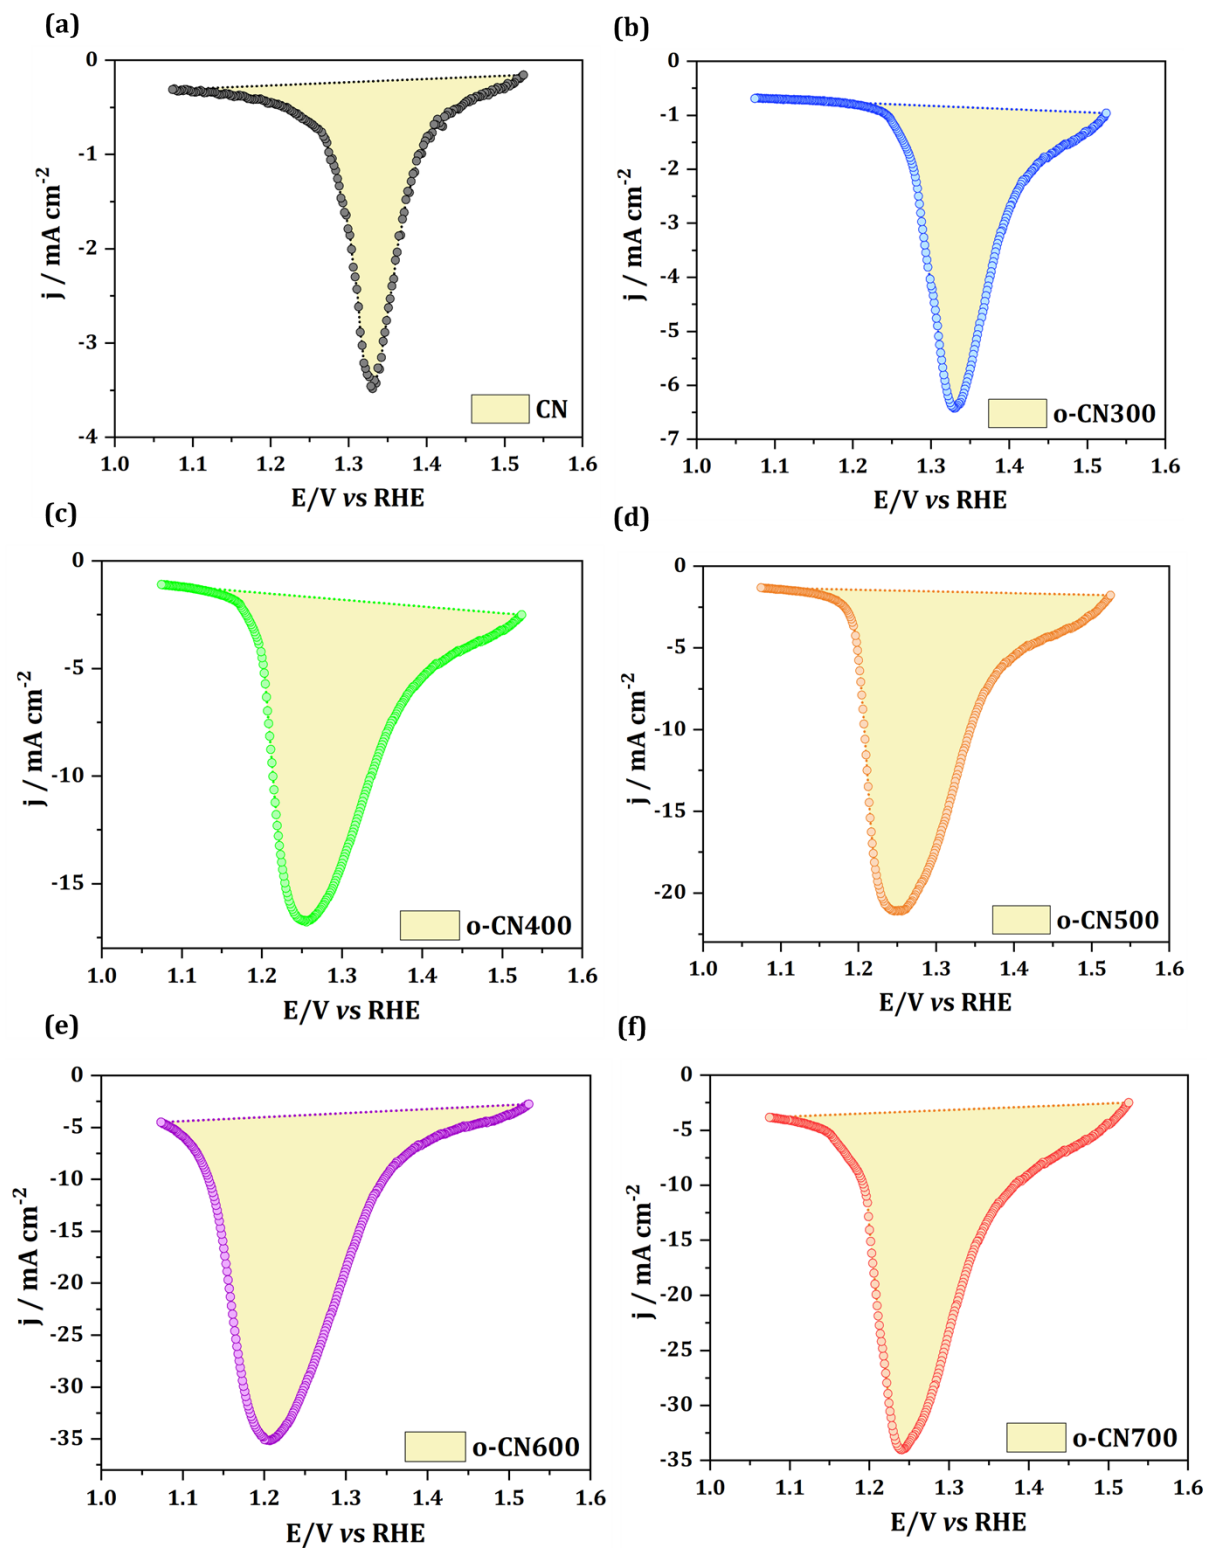 (a)
(b)
0
-1
-2
-3
-4
j / mA cm-2
CN
1.0 1.1 1.2 1.3 1.4 1.5 1.6
E/V vs RHE
0
-1
-2
-3
-4
-5
-6
-7
j / mA cm-2
o-CN300
1.0 1.1 1.2 1.3 1.4 1.5 1.6
E/V vs RHE
(c)
(d)
0
-5
-10
-15
j / mA cm-2
o-CN400
1.0 1.1 1.2 1.3 1.4 1.5 1.6
E/V vs RHE
0
-5
-10
-15
-20
j / mA cm-2
o-CN500
1.0 1.1 1.2 1.3 1.4 1.5 1.6
E/V vs RHE
(e)
(f)
0
-5
-10
-15
-20
-25
-30
-35
j / mA cm-2
o-CN600
1.0 1.1 1.2 1.3 1.4 1.5 1.6
E/V vs RHE
0
-5
-10
-15
-20
-25
-30
-35
j / mA cm-2
o-CN700
1.0 1.1 1.2 1.3 1.4 1.5 1.6
E/V vs RHE